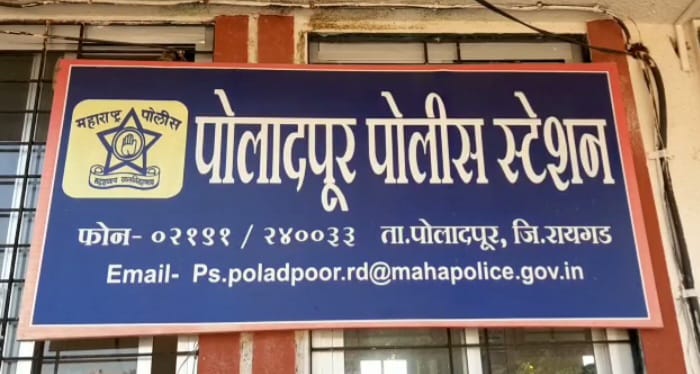 महाराष्ट्र पोलीस
पोलादपूर पोलीस स्टेशन
फोन- ०२१९१ / २४००३३ ता.पोलादपूर, जि.रायगड
Email- Ps.poladpoor.rd@mahapolice.gov.in